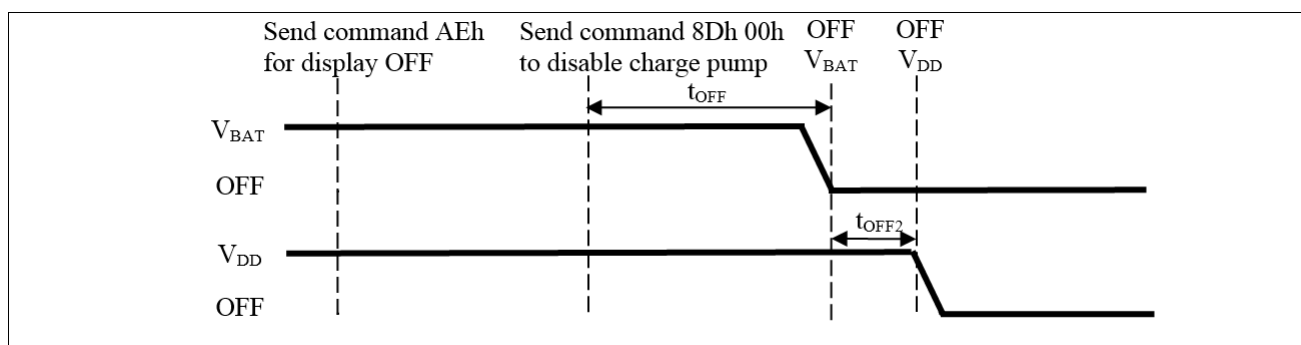 Send command AEh
for display OFF
Send command 8Dh 00h
to disable charge pump
OFF
VBAT
OFF
VDD
tOFF
VBAT
OFF
tOFF2
VDD
OFF